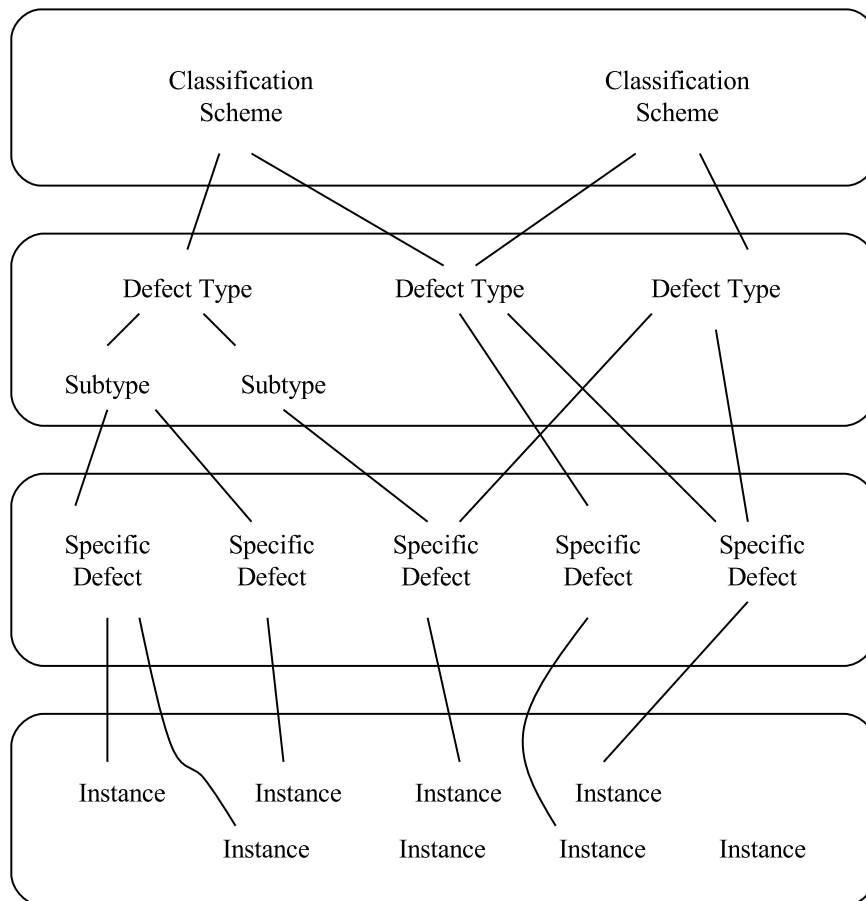 Classification
Scheme
Classification
Scheme
Defect Type
Defect Type
Defect Type
Subtype
Subtype
Specific
Defect
Specific
Defect
Specific
Defect
Specific
Defect
Specific
Defect
Instance
Instance
Instance
Instance
Instance
Instance
Instance
Instance